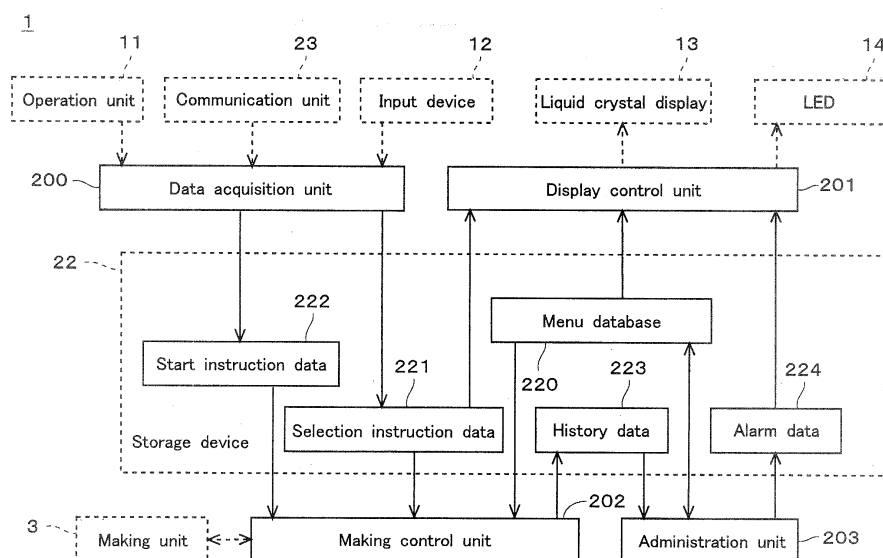 1
11 23 12 13 14
Operation unit Communication unit Input device Liquid crystal display LED
200 Data acquisition unit Display control unit 201
22
222
Menu database
Start instruction data 221 220 223 224
Selection instruction data History data Alarm data
Storage device
202
3 Making unit Making control unit Administration unit 203